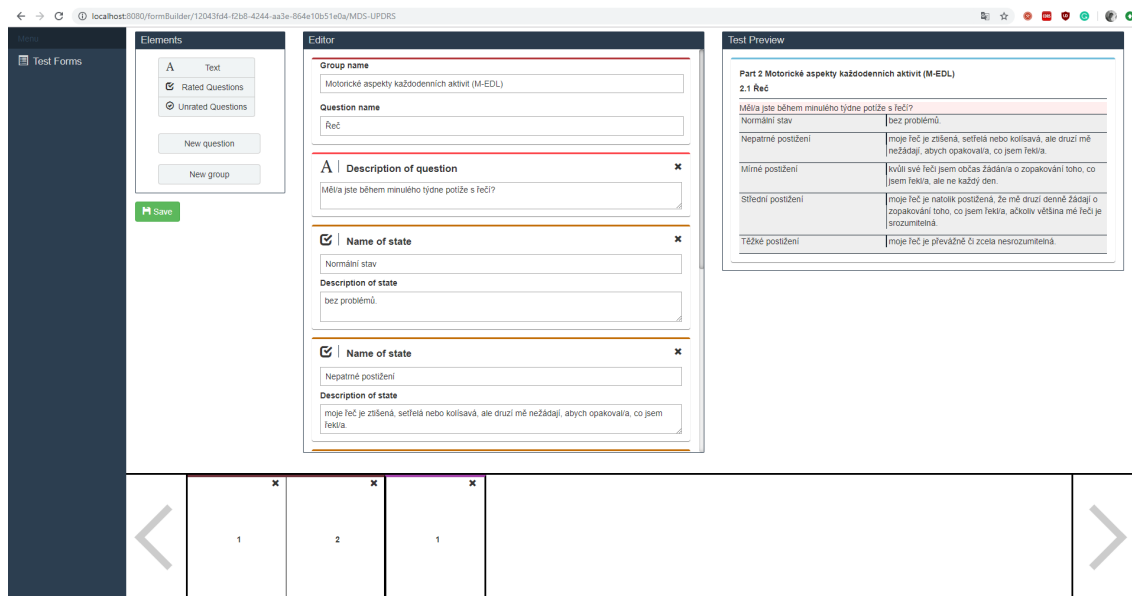 localhost:8080/formBuilder/12043fd4-f2b8-4244-aa3e-864e10b51e0a/MDS-UPDRS
Menu
Test Forms
Elements
A Text
Rated Questions
Unrated Questions
New question
New group
Save
Editor
Group name
Motorické aspekty každodenních aktivit (M-EDL)
Question name
Řeč
A Description of question
Měl/a jste během minulého týdne potíže s řečí?
Name of state
Normální stav
Description of state
bez problémů.
Name of state
Nepatrné postižení
Description of state
moje řeč je ztišená, setřelá nebo kolísavá, ale druzí mě nežádají, abych opakoval/a, co jsem
řekl/a.
Test Preview
Part 2 Motorické aspekty každodenních aktivit (M-EDL)
2.1 Řeč
Měl/a jste během minulého týdne potíže s řečí?
Normální stav bez problémů.
Nepatrné postižení moje řeč je ztišená, setřelá nebo kolísavá, ale druzí mě
nežádají, abych opakoval/a, co jsem řekl/a.
Mírné postižení kvůli své řeči jsem občas žádán/a o zopakování toho, co
jsem řekl/a, ale ne každý den.
Střední postižení moje řeč je natolik postižená, že mě druzí denně žádají o
zopakování toho, co jsem řekl/a, ačkoliv většina mé řeči je
srozumitelná.
Těžké postižení moje řeč je převážně či zcela nesrozumitelná.
1 2 1